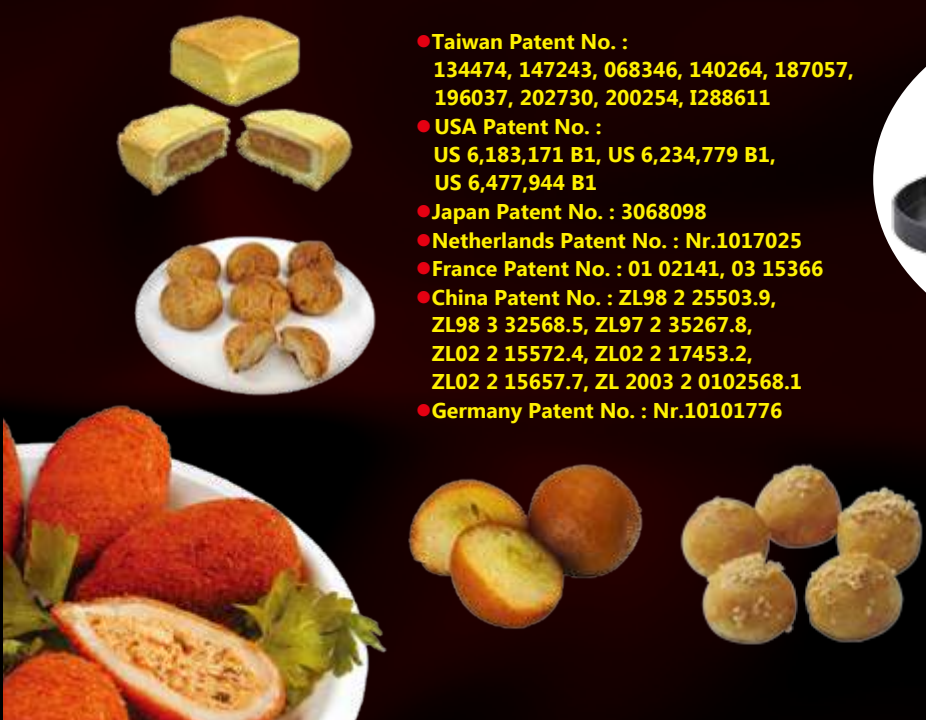 ●Taiwan Patent No. :
134474, 147243, 068346, 140264, 187057,
196037, 202730, 200254, I288611
●USA Patent No. :
US 6,183,171 B1, US 6,234,779 B1,
US 6,477,944 B1
●Japan Patent No. : 3068098
●Netherlands Patent No. : Nr.1017025
●France Patent No. : 01 02141, 03 15366
●China Patent No. : ZL98 2 25503.9,
ZL98 3 32568.5, ZL97 2 35267.8,
ZL02 2 15572.4, ZL02 2 17453.2,
ZL02 2 15657.7, ZL 2003 2 0102568.1
●Germany Patent No. : Nr.10101776